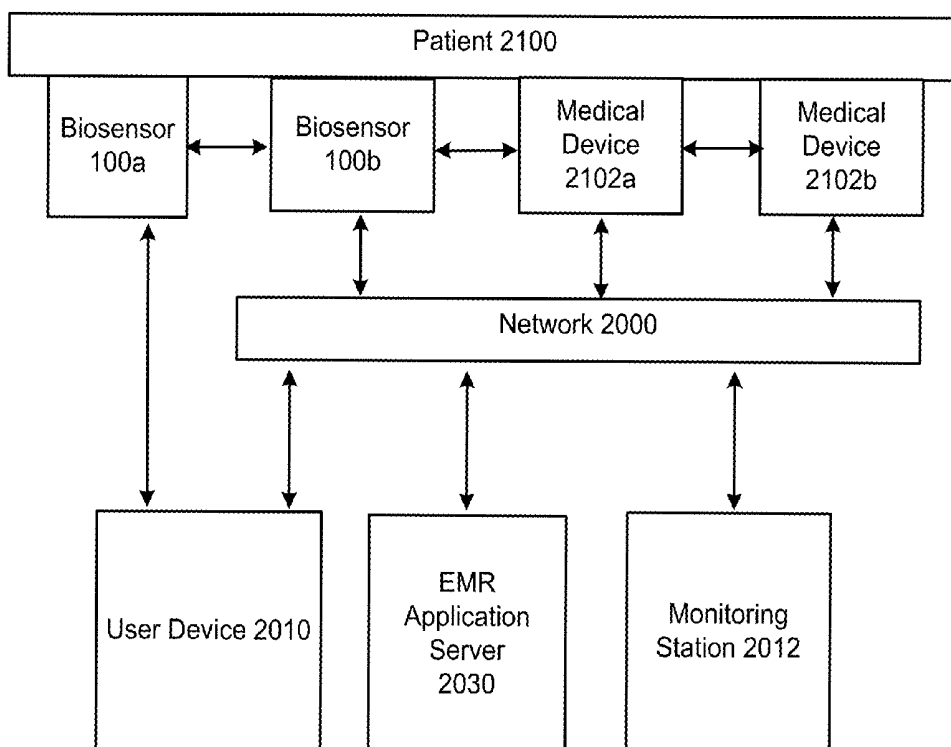 Patient 2100
Biosensor
100a
Biosensor
100b
Medical
Device
2102a
Medical
Device
2102b
Network 2000
User Device 2010
EMR
Application
Server
2030
Monitoring
Station 2012